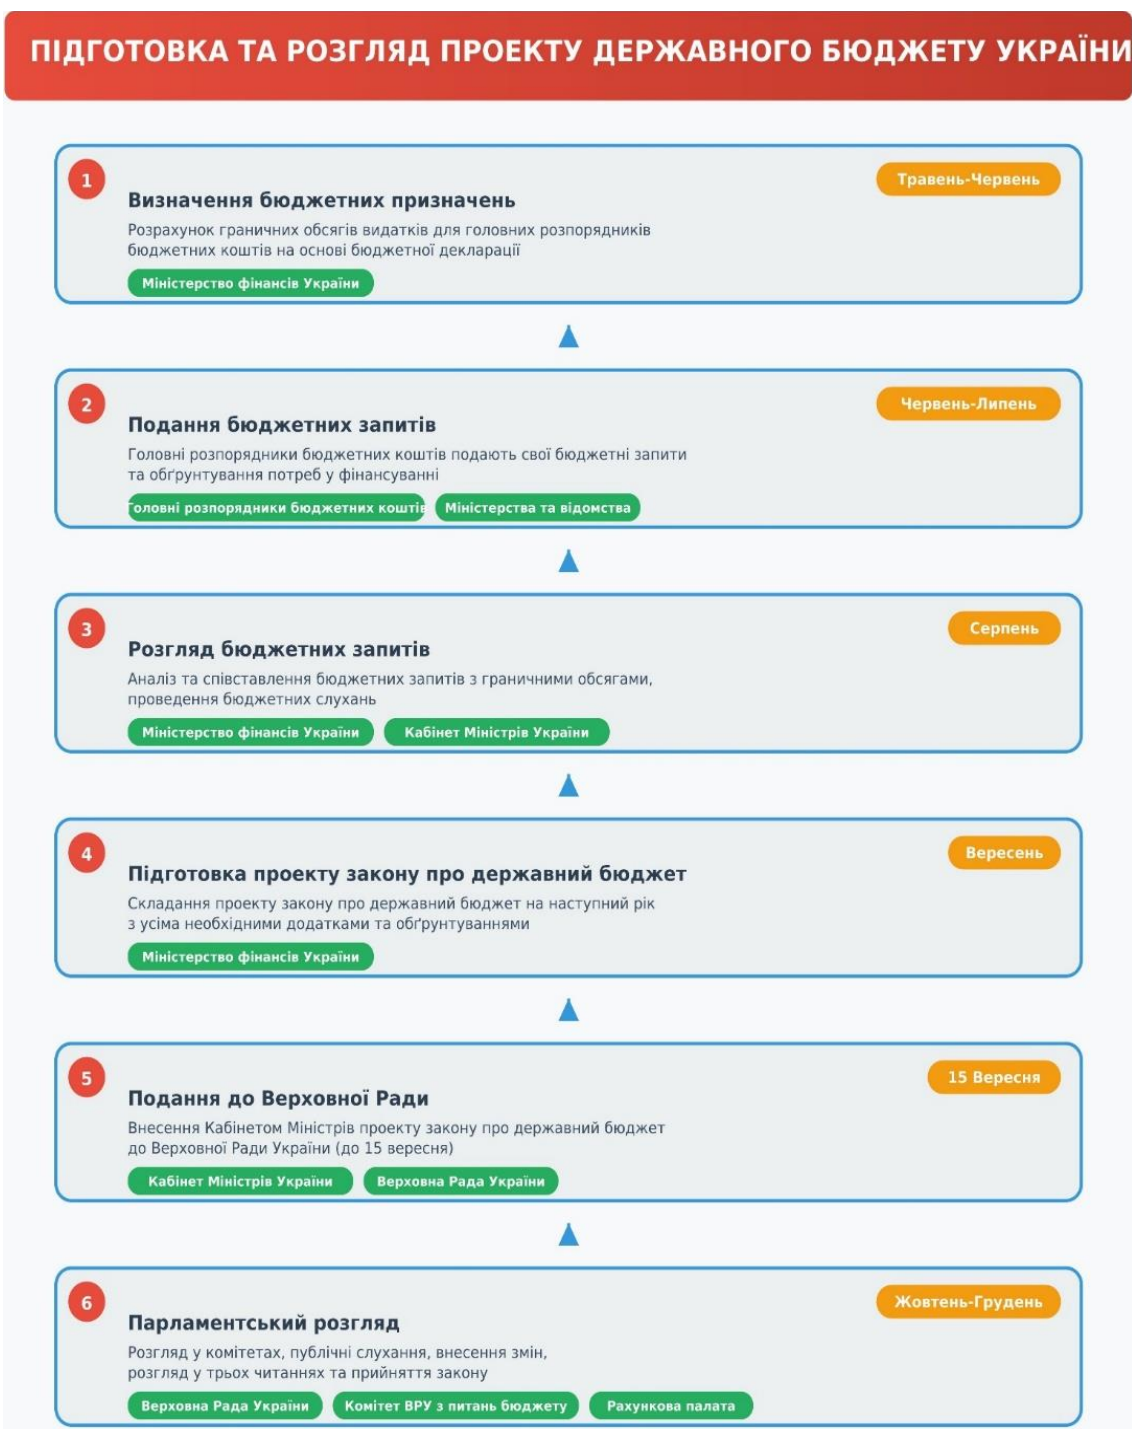 ПІДГОТОВКА ТА РОЗГЛЯД ПРОЕКТУ ДЕРЖАВНОГО БЮДЖЕТУ УКРАЇНИ
1
Травень-Червень
Визначення бюджетних призначень
Розрахунок граничних обсягів видатків для головних розпорядників
бюджетних коштів на основі бюджетної декларації
Міністерство фінансів України
2
Червень-Липень
Подання бюджетних запитів
Головні розпорядники бюджетних коштів подають свої бюджетні запити
та обґрунтування потреб у фінансуванні
Головні розпорядники бюджетних коштів Міністерства та відомства
3
Серпень
Розгляд бюджетних запитів
Аналіз та співставлення бюджетних запитів з граничними обсягами,
проведення бюджетних слухань
Міністерство фінансів України Кабінет Міністрів України
4
Вересень
Підготовка проекту закону про державний бюджет
Складання проекту закону про державний бюджет на наступний рік
з усіма необхідними додатками та обґрунтуваннями
Міністерство фінансів України
5
15 Вересня
Подання до Верховної Ради
Внесення Кабінетом Міністрів проекту закону про державний бюджет
до Верховної Ради України (до 15 вересня)
Кабінет Міністрів України Верховна Рада України
6
Жовтень-Грудень
Парламентський розгляд
Розгляд у комітетах, публічні слухання, внесення змін,
розгляд у трьох читаннях та прийняття закону
Верховна Рада України Комітет ВРУ з питань бюджету Рахункова палата